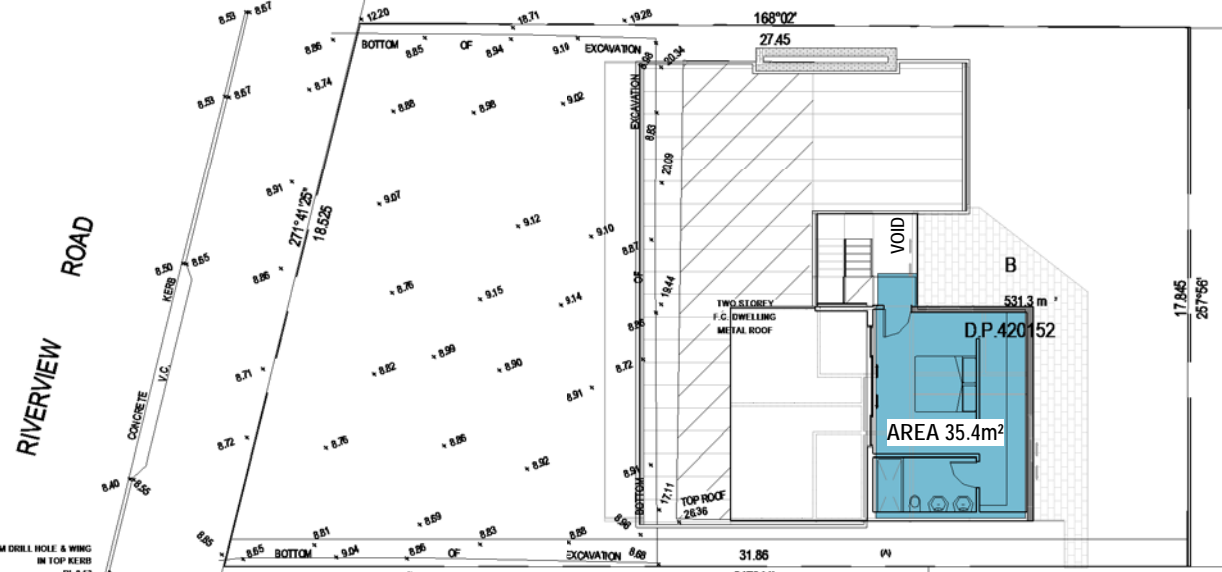 8.53 8.67
12.20
18.71
19.28
168°02'
27.45
8.86
BOTTOM OF EXCAVATION
8.85
8.94
9.10
8.98
20.34
8.74
8.53 8.67
8.88
8.98
9.02
EXCAVATION
8.83
20.09
8.91
9.07
271°41'25"
18.525
9.12
9.10
8.87
VOID
ROAD
8.50 8.65
8.86
KERB
8.76
9.15
9.14
OF
19.44
B
531.3 m
TWO STOREY
F.C. DWELLING
METAL ROOF
D.P.420152
17.845
257°56'
8.86
RIVERVIEW
V.C.
8.71
8.82
8.99
8.90
8.72
8.91
CONCRETE
AREA 35.4m²
8.72
8.76
8.86
8.92
8.91
8.40 8.55
BOTTOM
17.11
TOP ROOF
26.36
8.85
8.81
8.69
8.83
8.88
8.90
M DRILL HOLE & WING
IN TOP KERB
8.65
BOTTOM
9.04
8.86
OF
EXCAVATION
8.68
31.86
(A)